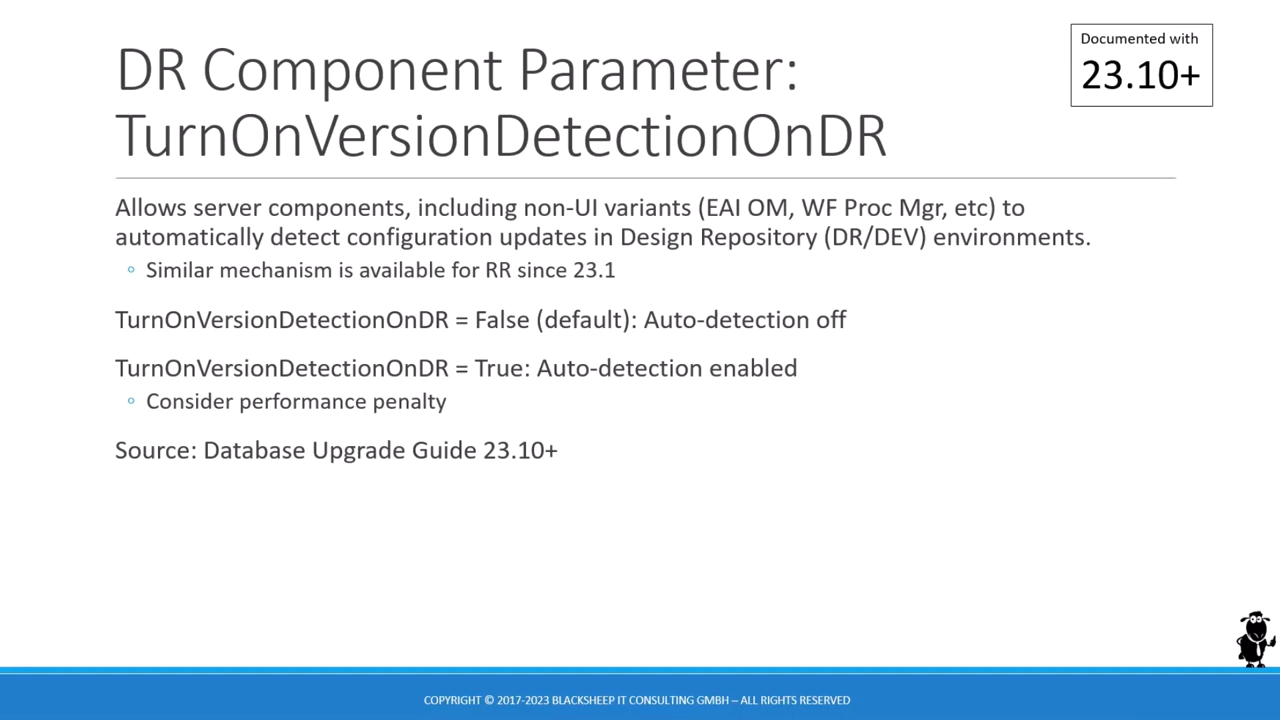 DR Component Parameter:
TurnOnVersionDetectionOnDR
Documented with
23.10+
Allows server components, including non-UI variants (EAI OM, WF Proc Mgr, etc) to
automatically detect configuration updates in Design Repository (DR/DEV) environments.
◦ Similar mechanism is available for RR since 23.1
TurnOnVersionDetectionOnDR = False (default): Auto-detection off
TurnOnVersionDetectionOnDR = True: Auto-detection enabled
◦ Consider performance penalty
Source: Database Upgrade Guide 23.10+
COPYRIGHT © 2017-2023 BLACKSHEEP IT CONSULTING GMBH – ALL RIGHTS RESERVED